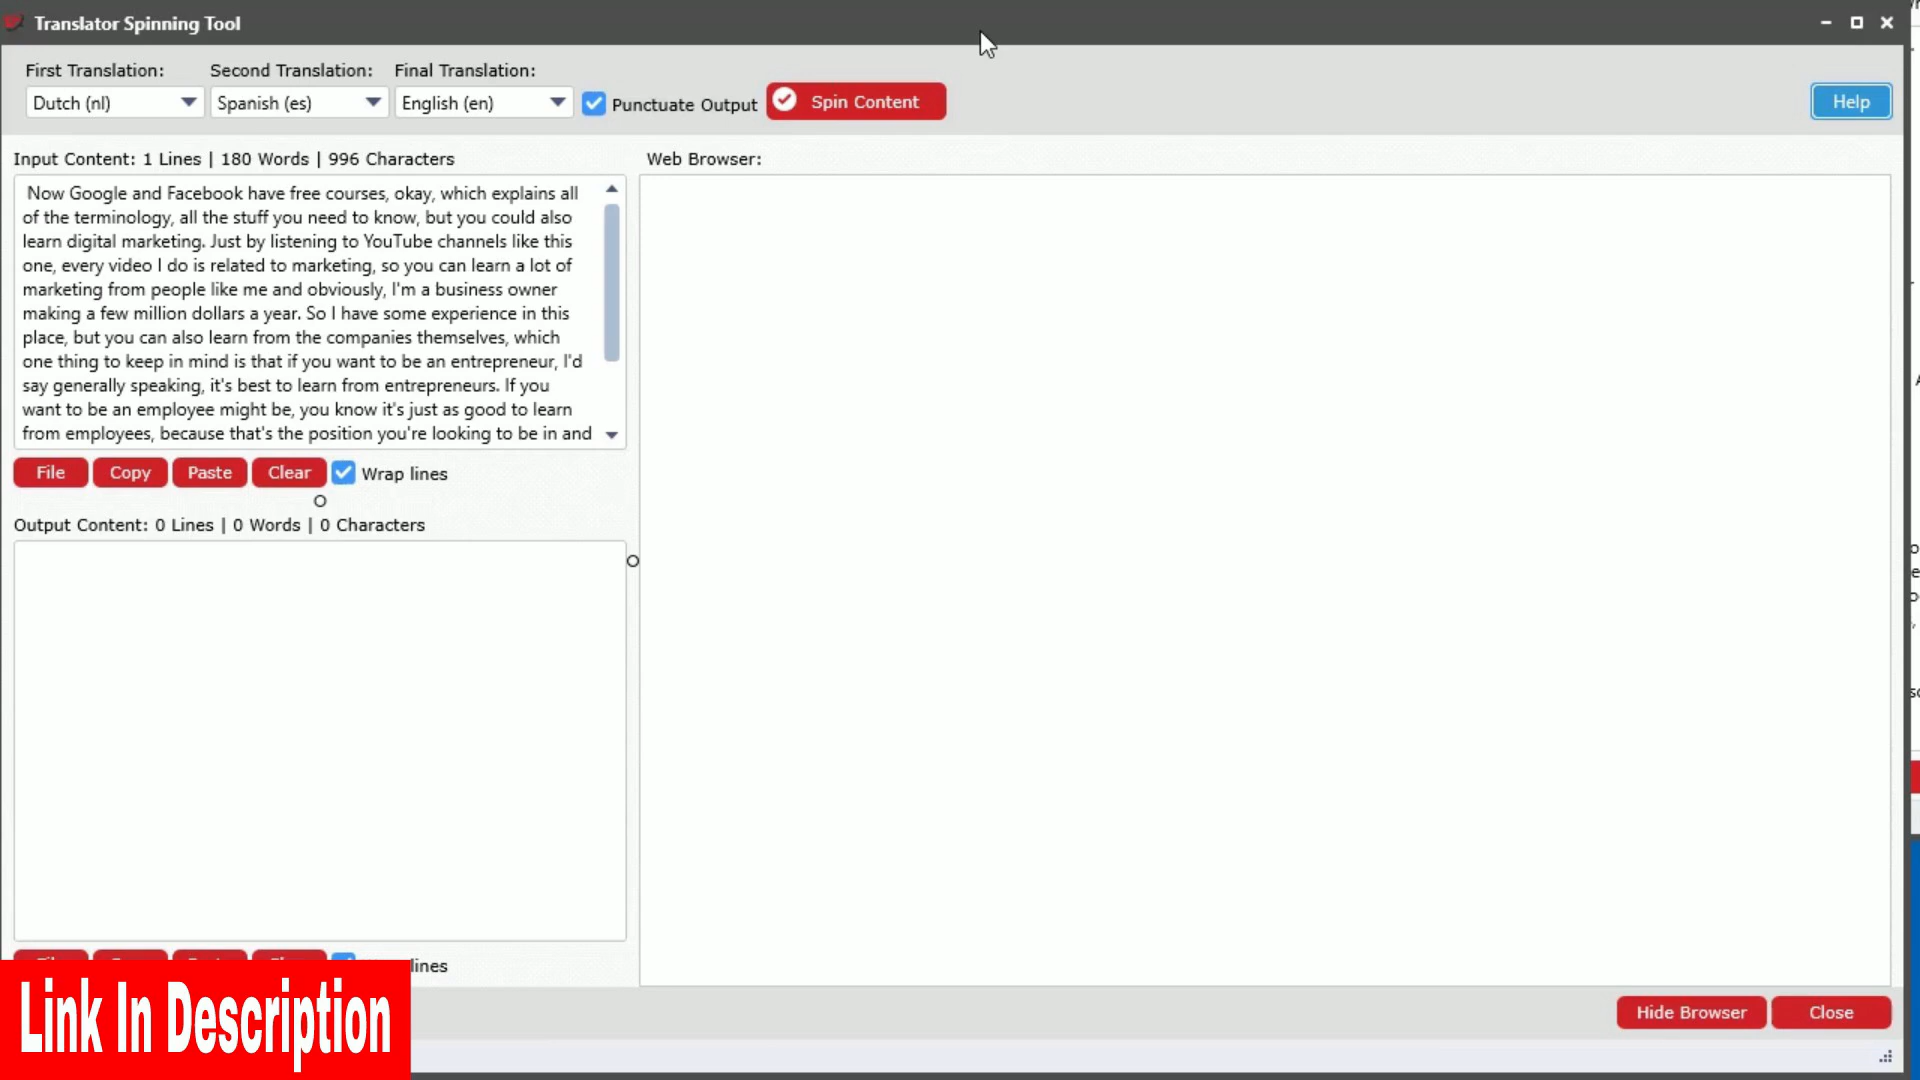 Translator Spinning Tool
First Translation: Second Translation: Final Translation:
Dutch (nl) Spanish (es) English (en) Punctuate Output Spin Content Help
Input Content: 1 Lines | 180 Words | 996 Characters
Now Google and Facebook have free courses, okay, which explains all
of the terminology, all the stuff you need to know, but you could also
learn digital marketing. Just by listening to YouTube channels like this
one, every video I do is related to marketing, so you can learn a lot of
marketing from people like me and obviously, I'm a business owner
making a few million dollars a year. So I have some experience in this
place, but you can also learn from the companies themselves, which
one thing to keep in mind is that if you want to be an entrepreneur, I'd
say generally speaking, it's best to learn from entrepreneurs. If you
want to be an employee might be, you know it's just as good to learn
from employees, because that's the position you're looking to be in and
File Copy Paste Clear Wrap lines
Output Content: 0 Lines | 0 Words | 0 Characters
lines
Web Browser:
Link In Description
Hide Browser Close